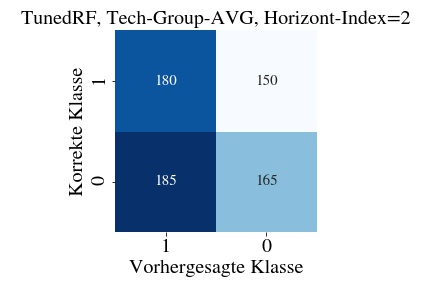 TunedRF, Tech-Group-AVG, Horizont-Index=2
Korrekte Klasse
1
180
150
0
185
165
1
0
Vorhergesagte Klasse